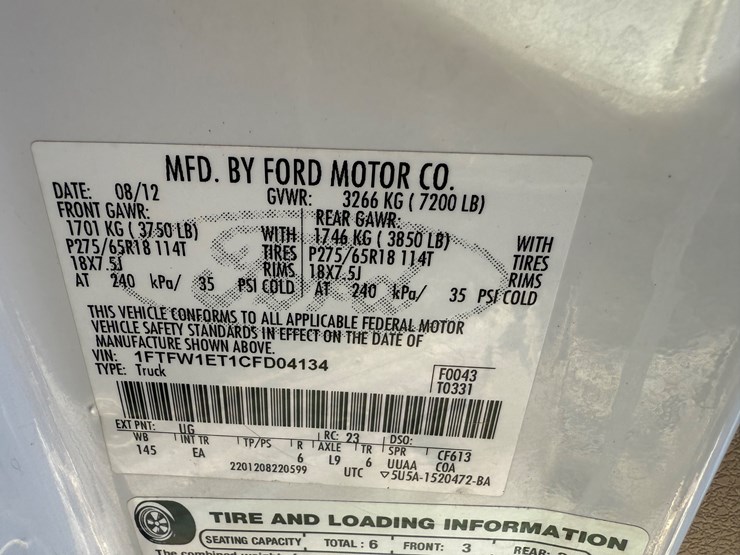 MFD. BY FORD MOTOR CO.
DATE: 08/12 GVWR: 3266 KG ( 7200 LB)
FRONT GAWR: REAR GAWR:
1701 KG ( 3750 LB) WITH 1746 KG ( 3850 LB) WITH
P275/65R18 114T TIRES P275/65R18 114T TIRES
18X7.5J RIMS 18X7.5J RIMS
AT 240 kPa/ 35 PSI COLD AT 240 kPa/ 35 PSI COLD
Ford
THIS VEHICLE CONFORMS TO ALL APPLICABLE FEDERAL MOTOR
VEHICLE SAFETY STANDARDS IN EFFECT ON THE DATE OF
MANUFACTURE SHOWN ABOVE.
VIN: 1FTFW1ET1CFD04134 F0043
TYPE: Truck T0331
EXT PNT: UG RC: 23 DSO: CF613
WB INT TR TP/PS R AXLE TR SPR COA
145 EA 6 L9 6 UUAA
2201208220599 UTC ▽5U5A-1520472-BA
TIRE AND LOADING INFORMATION
SEATING CAPACITY TOTAL: 6 FRONT: 3 REAR:
The combined